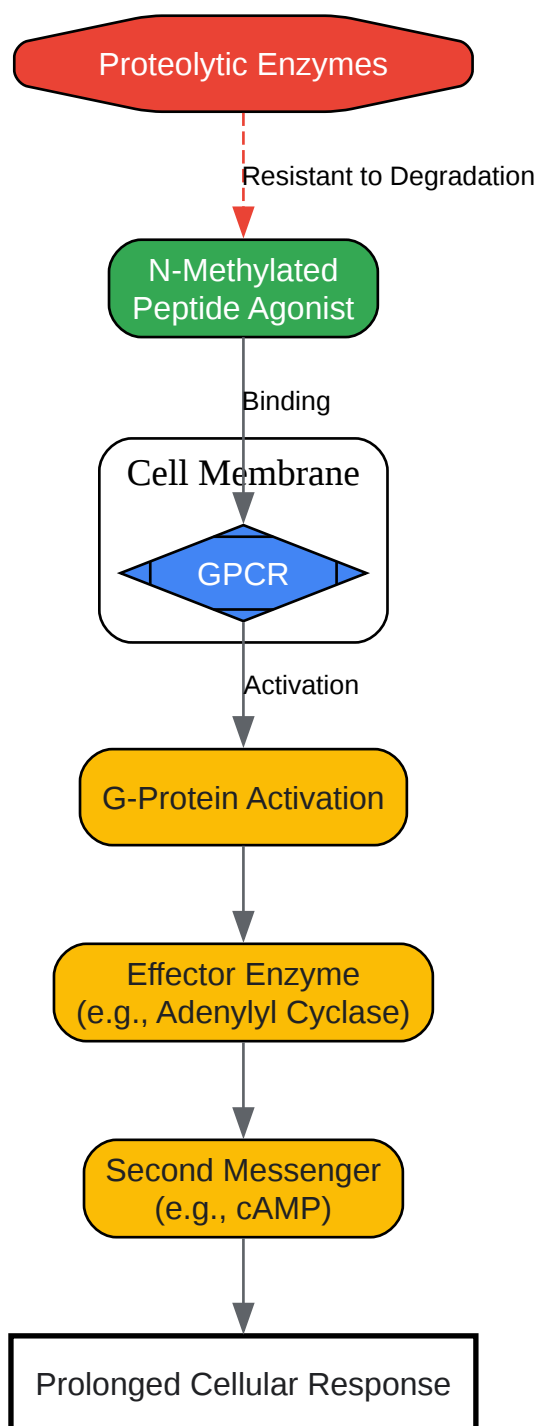 Proteolytic Enzymes
Resistant to Degradation
N-Methylated
Peptide Agonist
Binding
Cell Membrane
GPCR
Activation
G-Protein Activation
Effector Enzyme
(e.g., Adenylyl Cyclase)
Second Messenger
(e.g., cAMP)
Prolonged Cellular Response